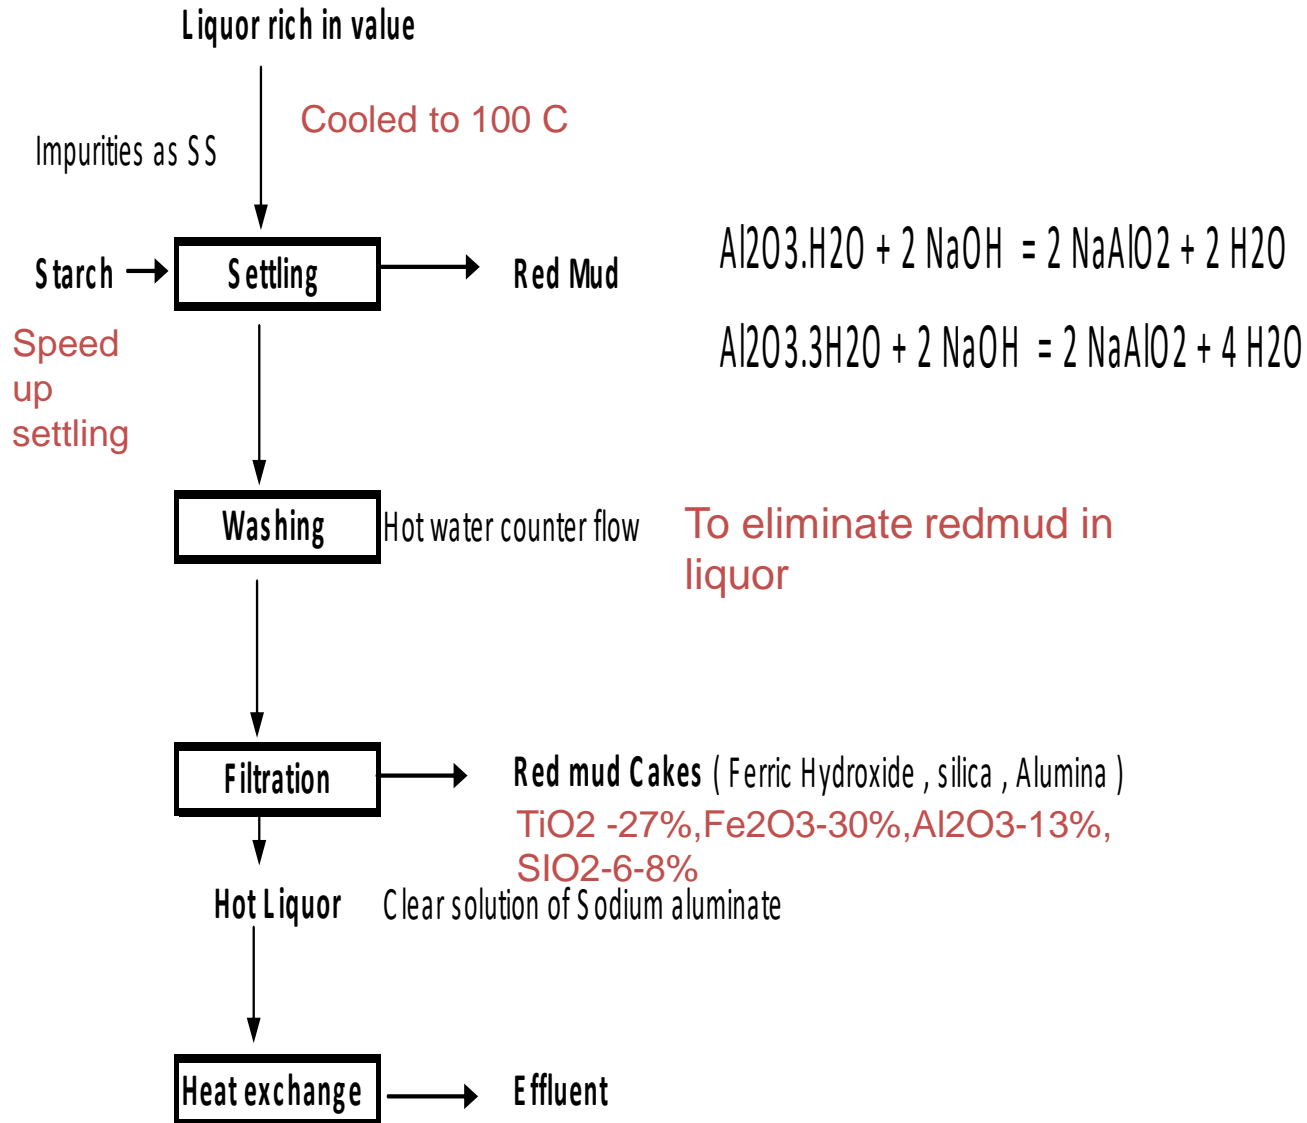 Liquor rich in value
Cooled to 100 C
Impurities as SS
Starch
Settling
Red Mud
Al2O3.H2O + 2 NaOH = 2 NaAlO2 + 2 H2O
Al2O3.3H2O + 2 NaOH = 2 NaAlO2 + 4 H2O
Speed
up
settling
Washing
Hot water counter flow
To eliminate redmud in
liquor
Filtration
Red mud Cakes ( Ferric Hydroxide , silica , Alumina )
TiO2 -27%,Fe2O3-30%,Al2O3-13%,
SIO2-6-8%
Hot Liquor
Clear solution of Sodium aluminate
Heat exchange
Effluent